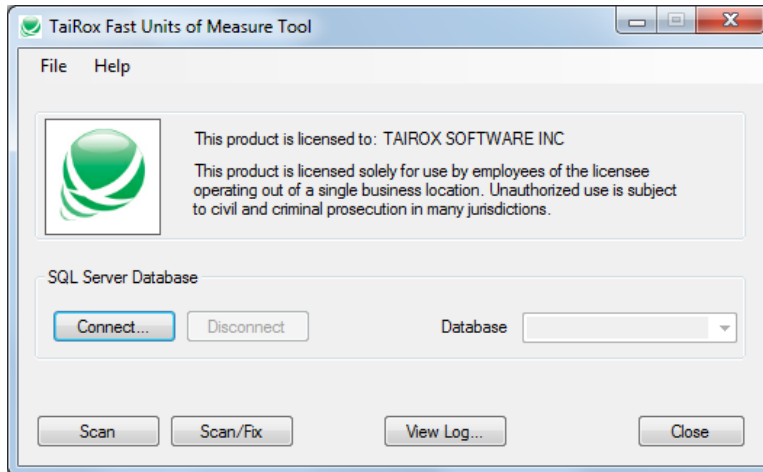 TaiRox Fast Units of Measure Tool
File Help
This product is licensed to: TAIROX SOFTWARE INC
This product is licensed solely for use by employees of the licensee
operating out of a single business location. Unauthorized use is subject
to civil and criminal prosecution in many jurisdictions.
SQL Server Database
Connect... Disconnect Database
Scan Scan/Fix View Log... Close